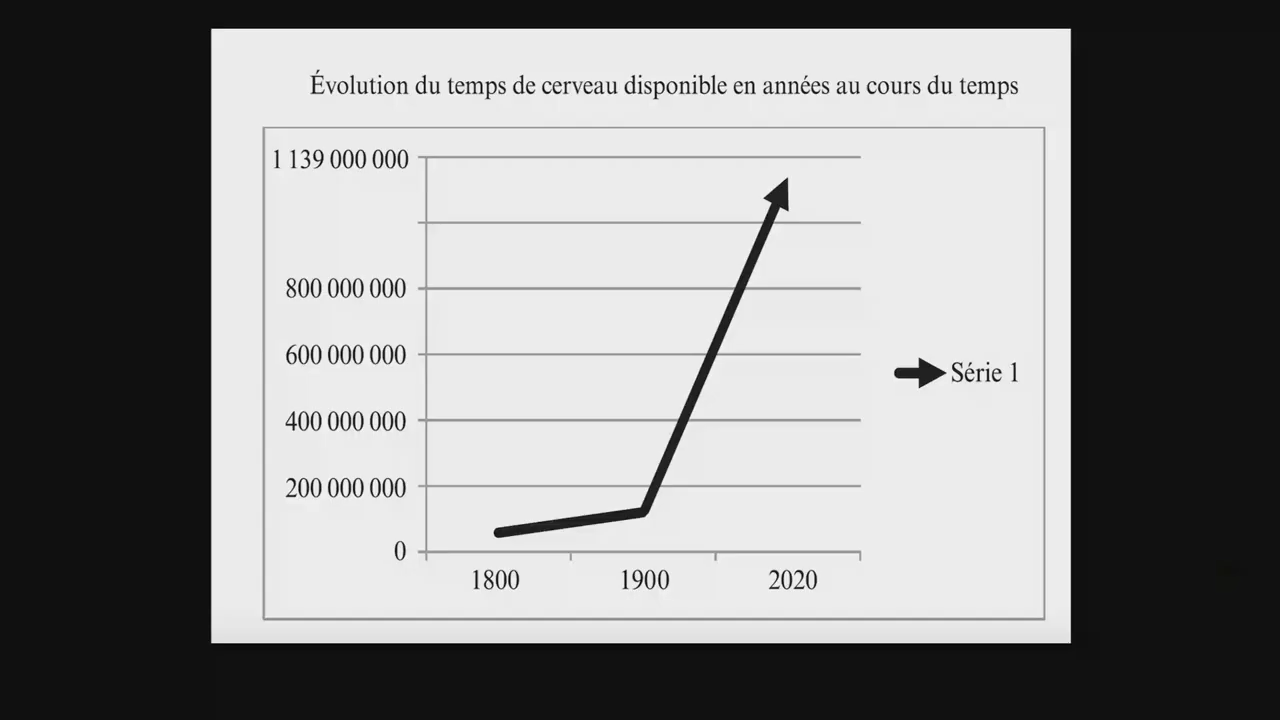 Évolution du temps de cerveau disponible en années au cours du temps
1 139 000 000
800 000 000
600 000 000
400 000 000
200 000 000
0
1800 1900 2020
Série 1